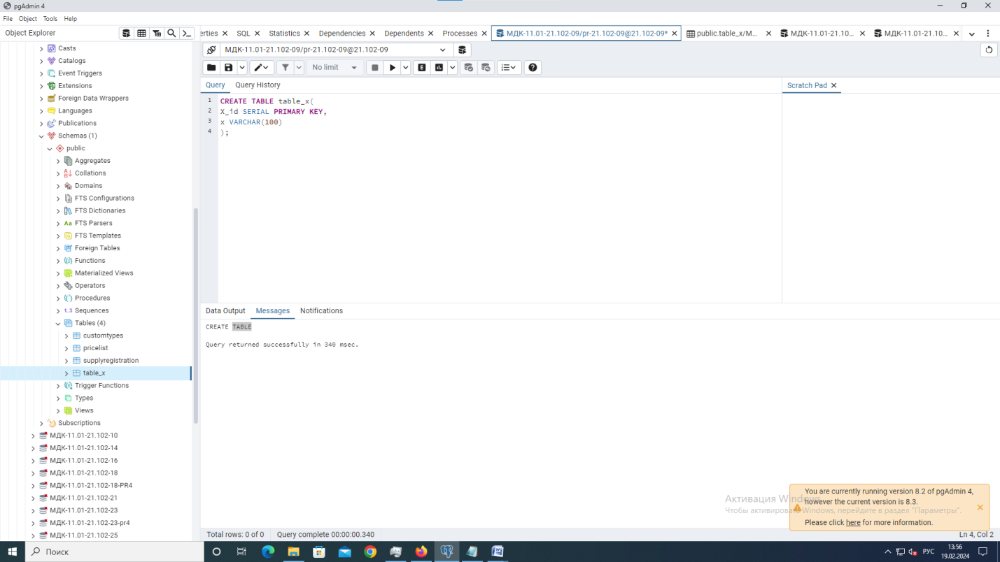 pgAdmin 4
File Object Tools Help
Object Explorer
erties SQL Statistics Dependencies Dependents Processes МДК-11.01-21.102-09/pr-21.102-09@21.102-09* public.table_x/М... МДК-11.01-21.10... МДК-11.01-21.10...
МДК-11.01-21.102-09/pr-21.102-09@21.102-09
No limit
Query Query History
Scratch Pad
1 CREATE TABLE table_x(
2 X_id SERIAL PRIMARY KEY,
3 x VARCHAR(100)
4 );
Casts
Catalogs
Event Triggers
Extensions
Foreign Data Wrappers
Languages
Publications
Schemas (1)
public
Aggregates
Collations
Domains
FTS Configurations
FTS Dictionaries
Aa FTS Parsers
FTS Templates
Foreign Tables
Functions
Materialized Views
Operators
Procedures
1..3 Sequences
Tables (4)
customtypes
pricelist
supplyregistration
table_x
Trigger Functions
Types
Views
Subscriptions
МДК-11.01-21.102-10
МДК-11.01-21.102-14
МДК-11.01-21.102-16
МДК-11.01-21.102-18
МДК-11.01-21.102-18-PR4
МДК-11.01-21.102-21
МДК-11.01-21.102-23
МДК-11.01-21.102-23-pr4
МДК-11.01-21.102-25
Data Output Messages Notifications
CREATE TABLE
Query returned successfully in 340 msec.
Активация Windows
Чтобы активировать Windows, перейдите в раздел "Параметры".
You are currently running version 8.2 of pgAdmin 4,
however the current version is 8.3.
Please click here for more information.
Total rows: 0 of 0 Query complete 00:00:00.340
Ln 4, Col 2
Поиск
РУС
13:56
19.02.2024